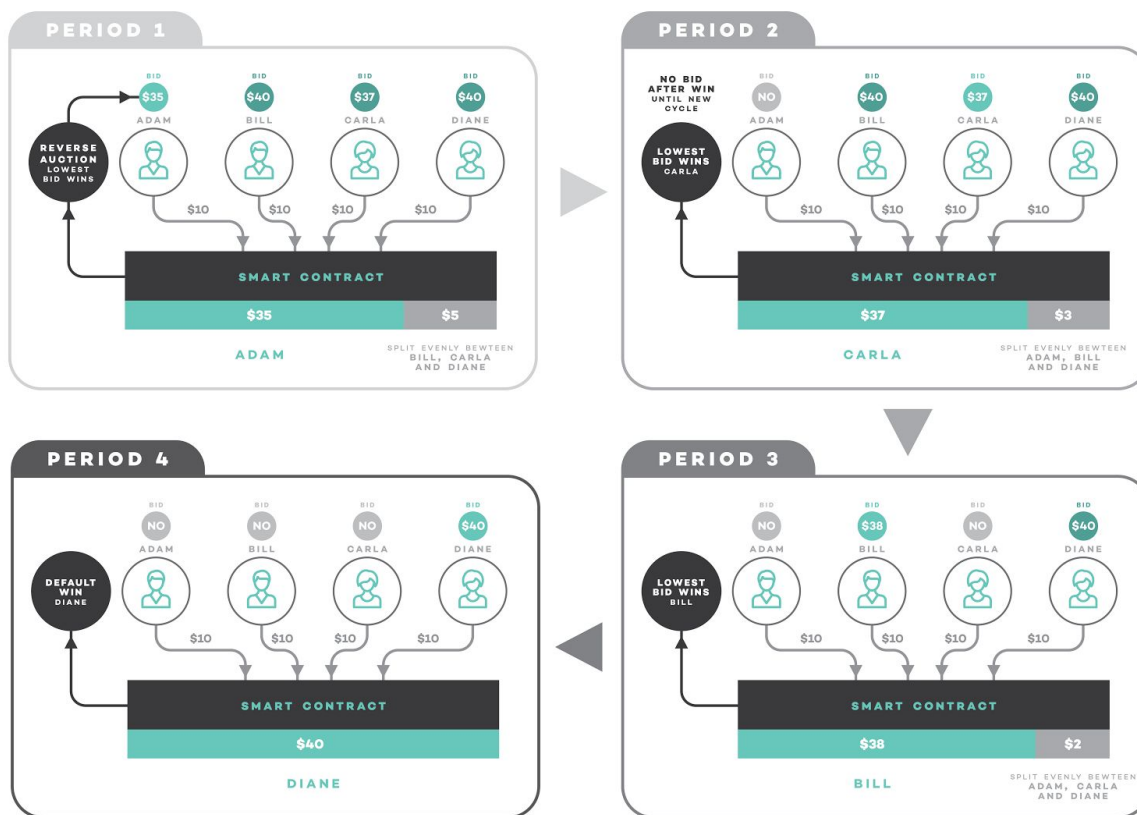 PERIOD 1
BID
BID
BID
BID
$35
$40
$37
$40
ADAM
BILL
CARLA
DIANE
REVERSE
AUCTION
LOWEST
BID WINS
$10
$10
$10
$10
SMART CONTRACT
$35
$5
ADAM
SPLIT EVENLY BEWTEEN
BILL, CARLA
AND DIANE
PERIOD 2
NO BID
AFTER WIN
UNTIL NEW
CYCLE
BID
BID
BID
BID
NO
$40
$37
$40
ADAM
BILL
CARLA
DIANE
LOWEST
BID WINS
CARLA
$10
$10
$10
$10
SMART CONTRACT
$37
$3
CARLA
SPLIT EVENLY BEWTEEN
ADAM, BILL
AND DIANE
PERIOD 3
BID
BID
BID
BID
NO
$38
NO
$40
ADAM
BILL
CARLA
DIANE
LOWEST
BID WINS
BILL
$10
$10
$10
$10
SMART CONTRACT
$38
$2
BILL
SPLIT EVENLY BEWTEEN
ADAM, CARLA
AND DIANE
PERIOD 4
BID
BID
BID
BID
NO
NO
NO
$40
ADAM
BILL
CARLA
DIANE
DEFAULT
WIN
DIANE
$10
$10
$10
$10
SMART CONTRACT
$40
DIANE